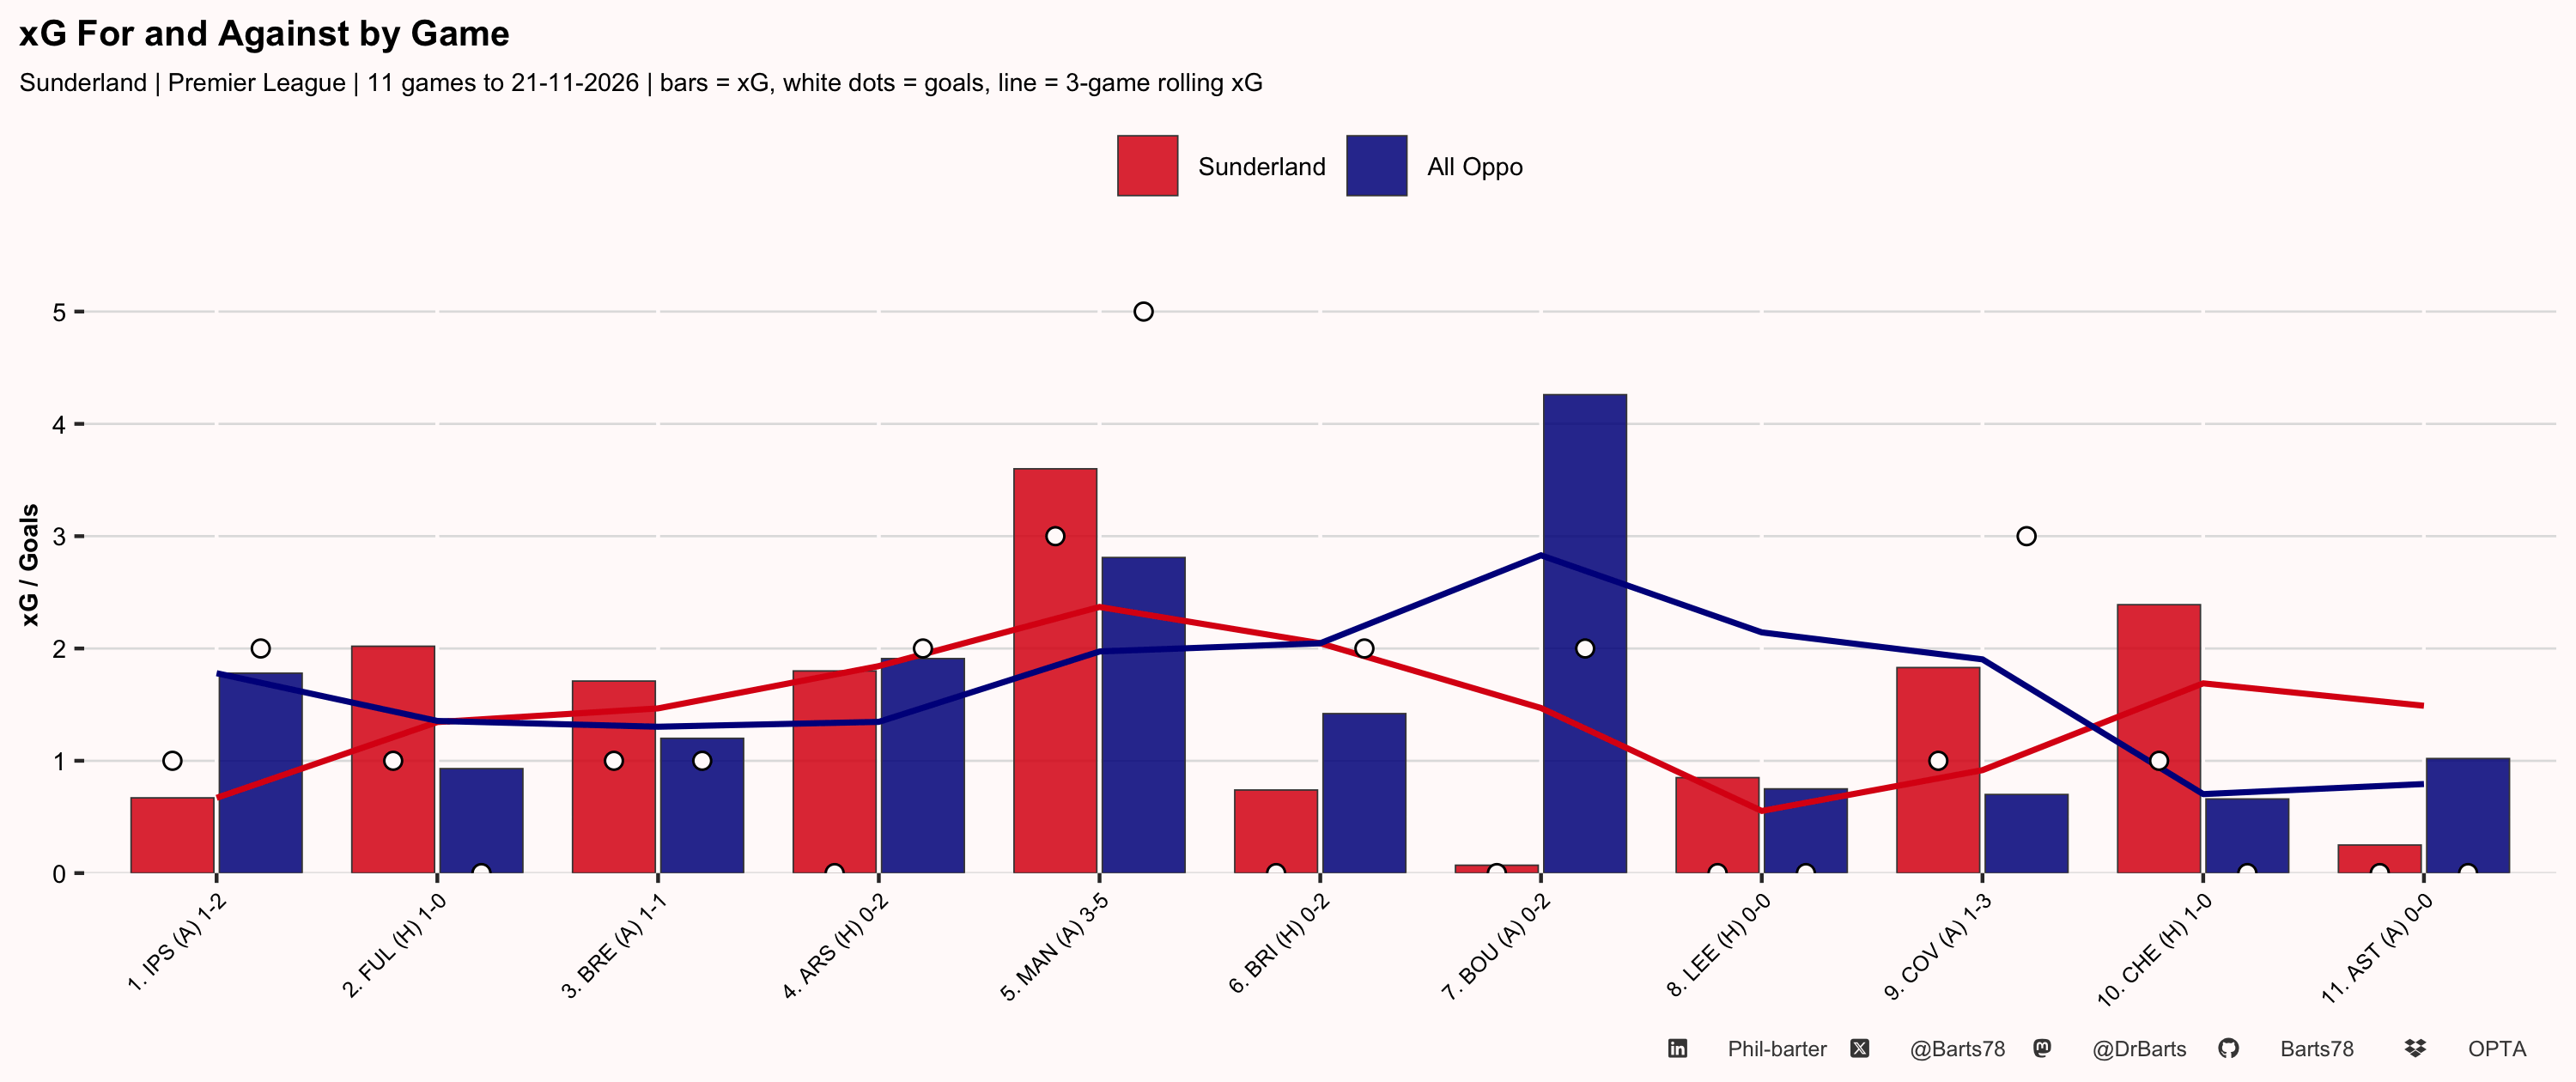 xG For and Against by Game
Sunderland | Premier League | 11 games to 21-11-2026 | bars = xG, white dots = goals, line = 3-game rolling xG
Sunderland
All Oppo
xG / Goals
5
4
3
2
1
0
1. IPS (A) 1-2
2. FUL (H) 1-0
3. BRE (A) 1-1
4. ARS (H) 0-2
5. MAN (A) 3-5
6. BRI (H) 0-2
7. BOU (A) 0-2
8. LEE (H) 0-0
9. COV (A) 1-3
10. CHE (H) 1-0
11. AST (A) 0-0
Phil-barter @Barts78 @DrBarts Barts78 OPTA